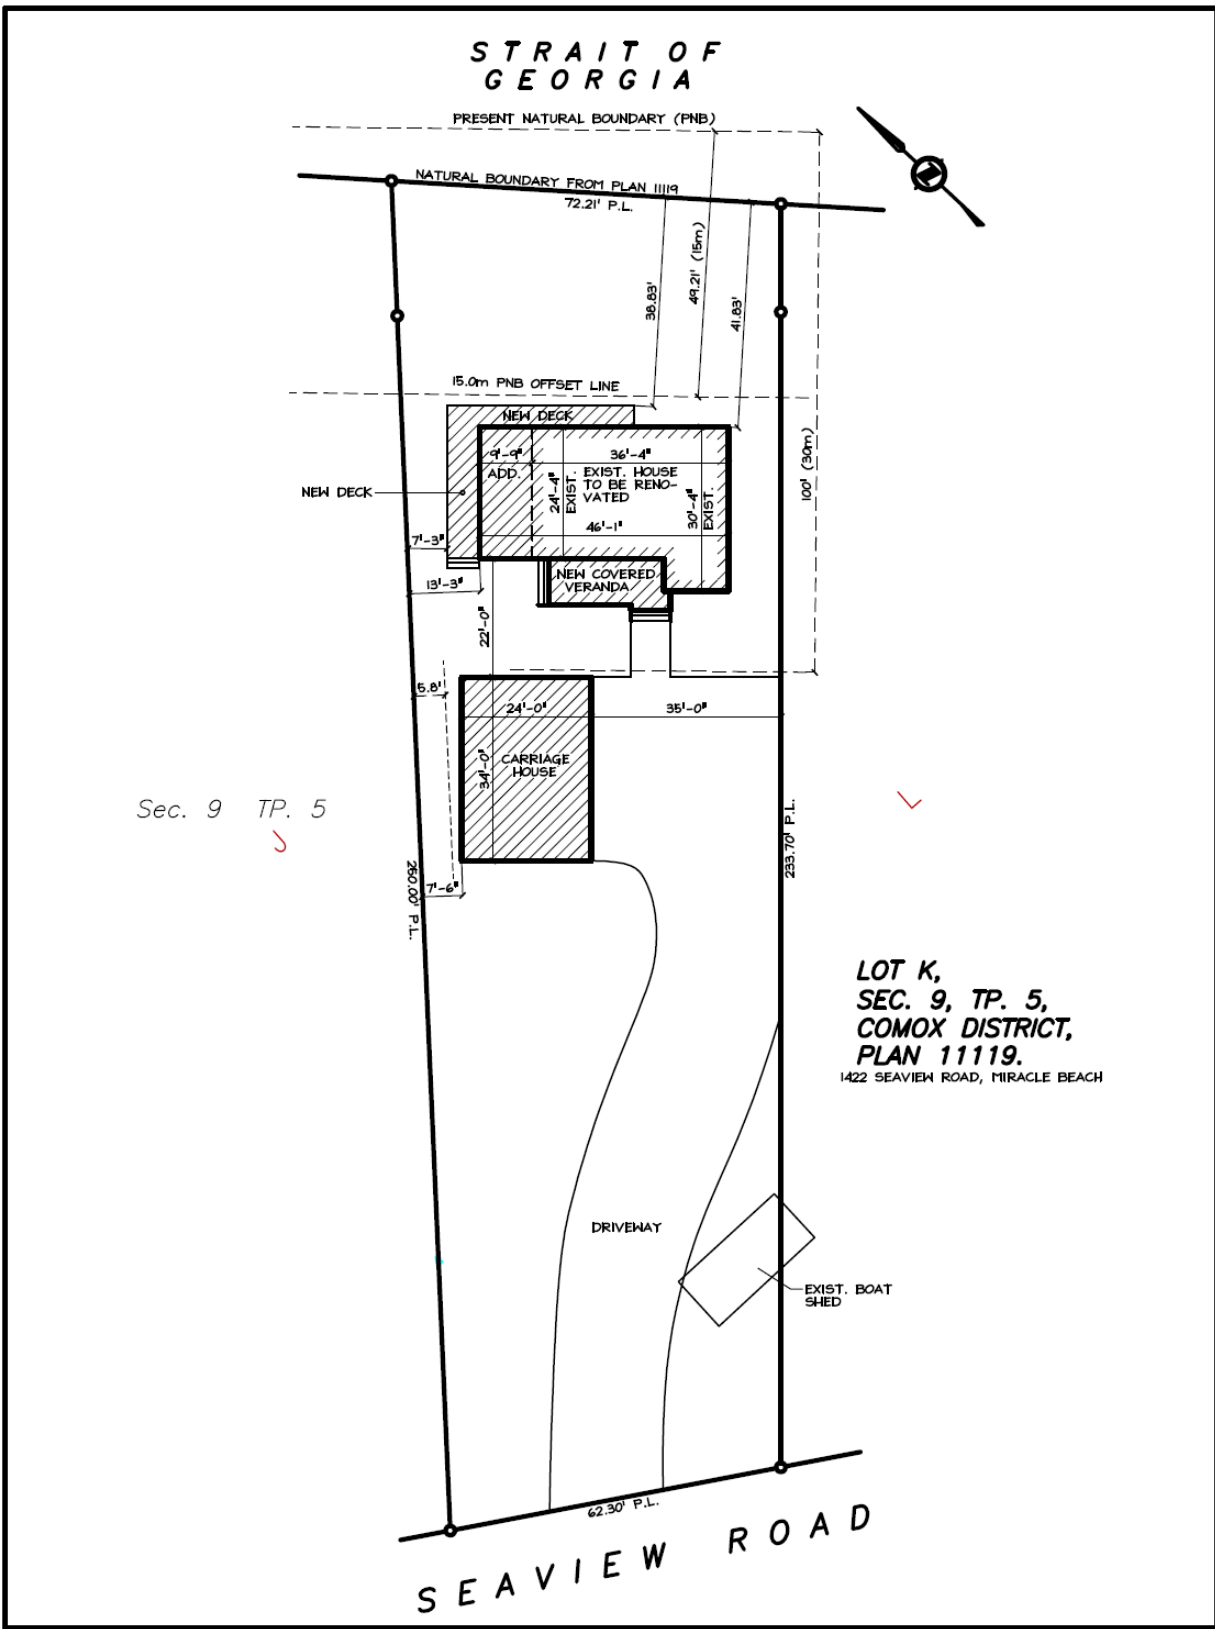 STRAIT OF
GEORGIA
PRESENT NATURAL BOUNDARY (PNB)
NATURAL BOUNDARY FROM PLAN 11119
72.21' P.L.
38.83'
49.21' (15m)
41.83'
15.0m PNB OFFSET LINE
100' (30m)
NEW DECK
9'-9"
ADD.
36'-4"
24'-4"
EXIST.
EXIST. HOUSE
TO BE RENO-
VATED
30'-4"
EXIST.
NEW DECK
46'-1"
7'-3"
13'-3"
NEW COVERED
VERANDA
22'-0"
5.8'
24'-0"
35'-0"
34'-0"
CARRIAGE
HOUSE
Sec. 9 TP. 5
J
L
233.70' P.L.
250.00' P.L.
7'-6"
LOT K,
SEC. 9, TP. 5,
COMOX DISTRICT,
PLAN 11119.
1422 SEAVIEW ROAD, MIRACLE BEACH
DRIVEWAY
EXIST. BOAT
SHED
62.30' P.L.
SEAVIEW ROAD